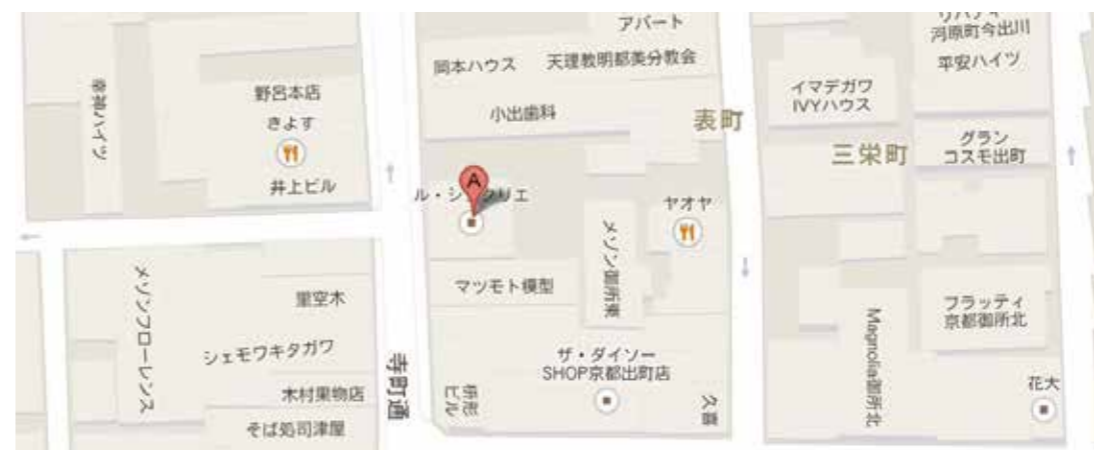 アパート
河原町今出川
岡本ハウス
天理教明都美分教会
平安ハイツ
イマデガワ
IVYハウス
野呂本店
きよす
幸神ハイツ
小出歯科
表町
三栄町
グラン
コスモ出町
井上ビル
A
ヤオヤ
メゾン御所東
マツモト模型
メゾンフローレンス
里空木
フラッティ
京都御所北
Magnolia御所北
シェモワキタガワ
ザ・ダイソー
SHOP京都出町店
寺町通
木村果物店
花大
そば処司津屋